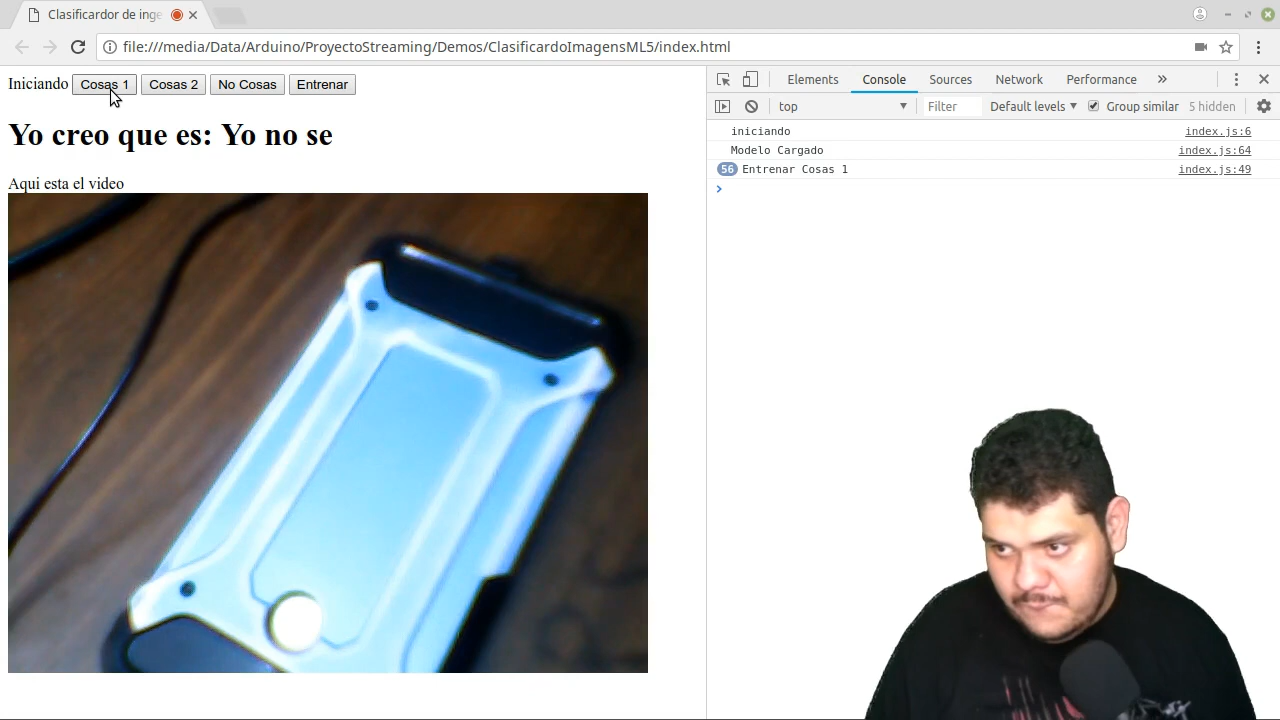 Clasificardor de inge
file:///media/Data/Arduino/ProyectoStreaming/Demos/ClasificardoImagensML5/index.html
Iniciando Cosas 1 Cosas 2 No Cosas Entrenar
Yo creo que es: Yo no se
Aqui esta el video
Elements Console Sources Network Performance
top Filter Default levels Group similar 5 hidden
iniciando index.js:6
Modelo Cargado index.js:64
56 Entrenar Cosas 1 index.js:49